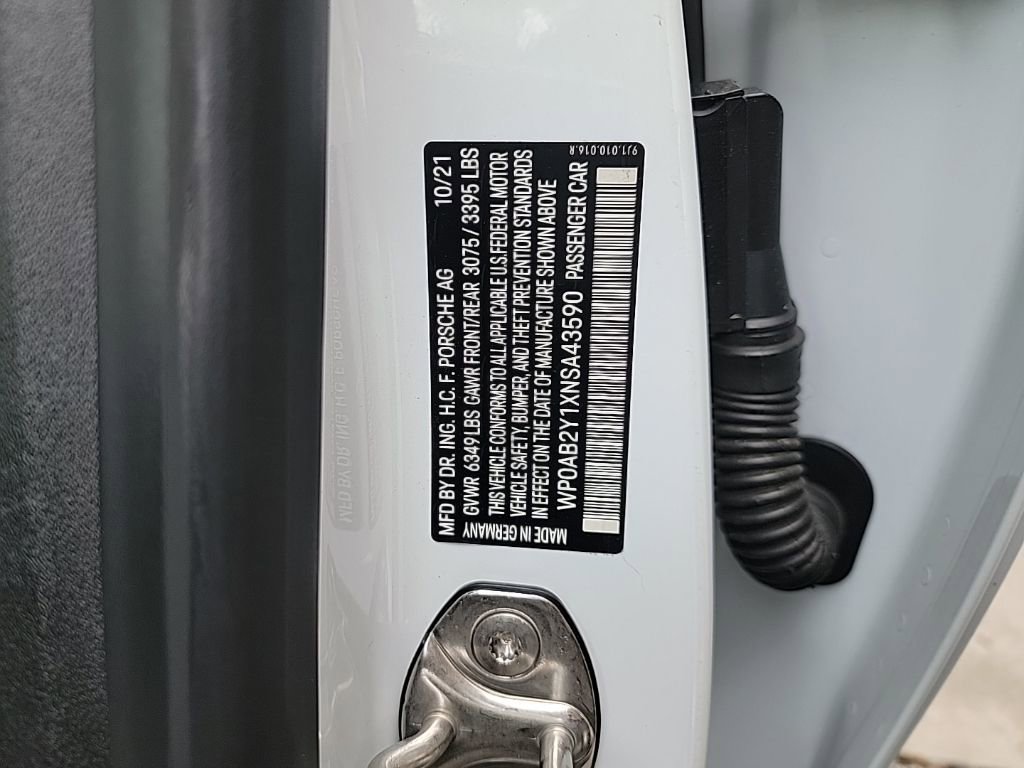 MFD BY DR. ING. H.C. F. PORSCHE AG 10/21
GVWR 6349LBS GAWR FRONT/REAR 3075 / 3395 LBS
THIS VEHICLE CONFORMS TO ALL APPLICABLE U.S.FEDERAL MOTOR
VEHICLE SAFETY, BUMPER, AND THEFT PREVENTION STANDARDS
IN EFFECT ON THE DATE OF MANUFACTURE SHOWN ABOVE
MADE IN GERMANY WP0AB2Y1XNSA43590 PASSENGER CAR
9J1.010.016.R